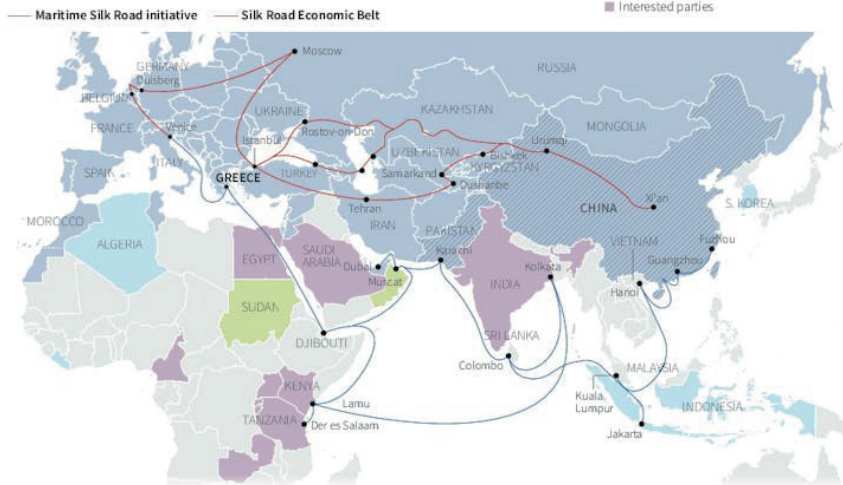 Maritime Silk Road initiative
Silk Road Economic Belt
Interested parties
Moscow
RUSSIA
GERMANY
Duisberg
BELGIUM
UKRAINE
KAZAKHSTAN
MONGOLIA
FRANCE
Venice
Rostov-on-Don
Istanbul
UZBEKISTAN
Bishkek
Urumqi
ITALY
SPAIN
TURKEY
Samarkand
KYRGYZSTAN
GREECE
Dushanbe
Tehran
CHINA
Xi'an
S. KOREA
MOROCCO
IRAN
PAKISTAN
ALGERIA
EGYPT
SAUDI
ARABIA
Dubai
Karachi
VIETNAM
Guangzhou
Fuzhou
Muscat
INDIA
Kolkata
Hanoi
SUDAN
DJIBOUTI
SRI LANKA
Colombo
MALAYSIA
KENYA
Lamu
Kuala
Lumpur
INDONESIA
TANZANIA
Der es Salaam
Jakarta